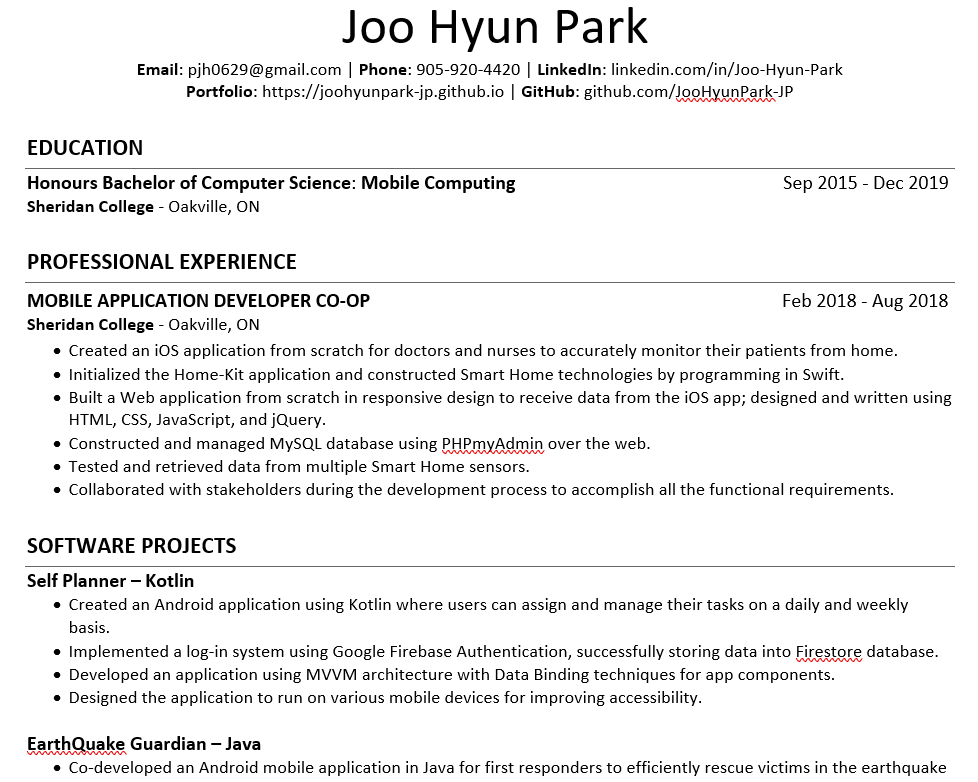 Joo Hyun Park
Email: pjh0629@gmail.com | Phone: 905-920-4420 | LinkedIn: linkedin.com/in/Joo-Hyun-Park
Portfolio: https://joohyunpark-jp.github.io | GitHub: github.com/JooHyunPark-JP
EDUCATION
Honours Bachelor of Computer Science: Mobile Computing Sep 2015 - Dec 2019
Sheridan College - Oakville, ON
PROFESSIONAL EXPERIENCE
MOBILE APPLICATION DEVELOPER CO-OP Feb 2018 - Aug 2018
Sheridan College - Oakville, ON
• Created an iOS application from scratch for doctors and nurses to accurately monitor their patients from home.
• Initialized the Home-Kit application and constructed Smart Home technologies by programming in Swift.
• Built a Web application from scratch in responsive design to receive data from the iOS app; designed and written using
HTML, CSS, JavaScript, and jQuery.
• Constructed and managed MySQL database using PHPmyAdmin over the web.
• Tested and retrieved data from multiple Smart Home sensors.
• Collaborated with stakeholders during the development process to accomplish all the functional requirements.
SOFTWARE PROJECTS
Self Planner – Kotlin
• Created an Android application using Kotlin where users can assign and manage their tasks on a daily and weekly
basis.
• Implemented a log-in system using Google Firebase Authentication, successfully storing data into Firestore database.
• Developed an application using MVVM architecture with Data Binding techniques for app components.
• Designed the application to run on various mobile devices for improving accessibility.
EarthQuake Guardian – Java
• Co-developed an Android mobile application in Java for first responders to efficiently rescue victims in the earthquake